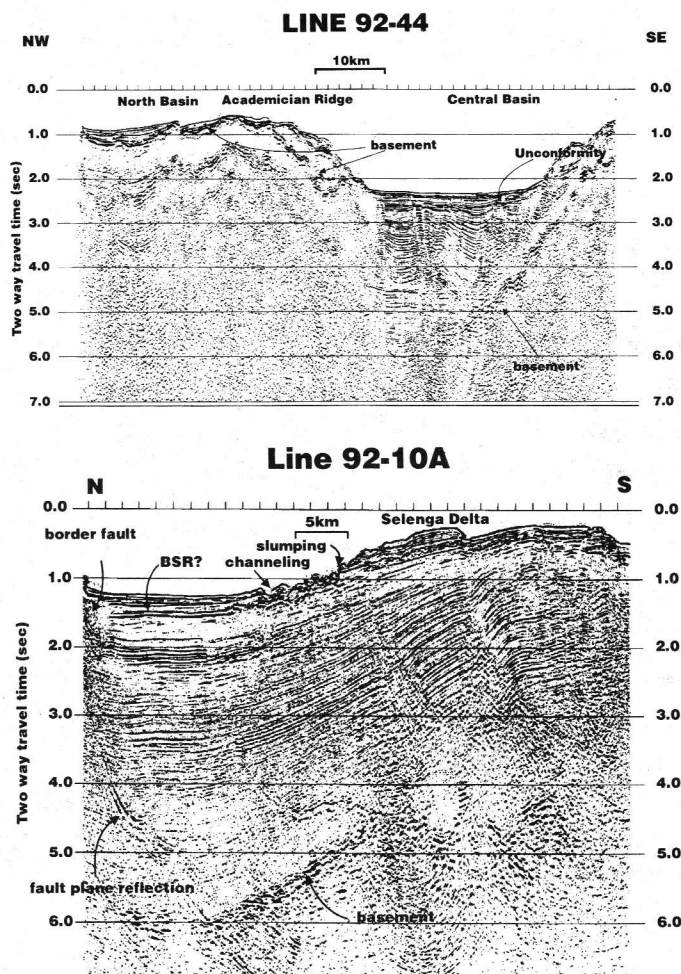 LINE 92-44
NW SE
10km
0.0 0.0
North Basin Academician Ridge Central Basin
1.0 1.0
basement
Unconformity
2.0 2.0
3.0 3.0
4.0 4.0
5.0 5.0
basement
6.0 6.0
7.0 7.0
Two way travel time (sec)
Line 92-10A
N S
0.0 0.0
5km Selenga Delta
border fault
slumping
BSR? channeling
1.0 1.0
2.0 2.0
3.0 3.0
4.0 4.0
5.0 5.0
fault plane reflection
basement
6.0 6.0
Two way travel time (sec)